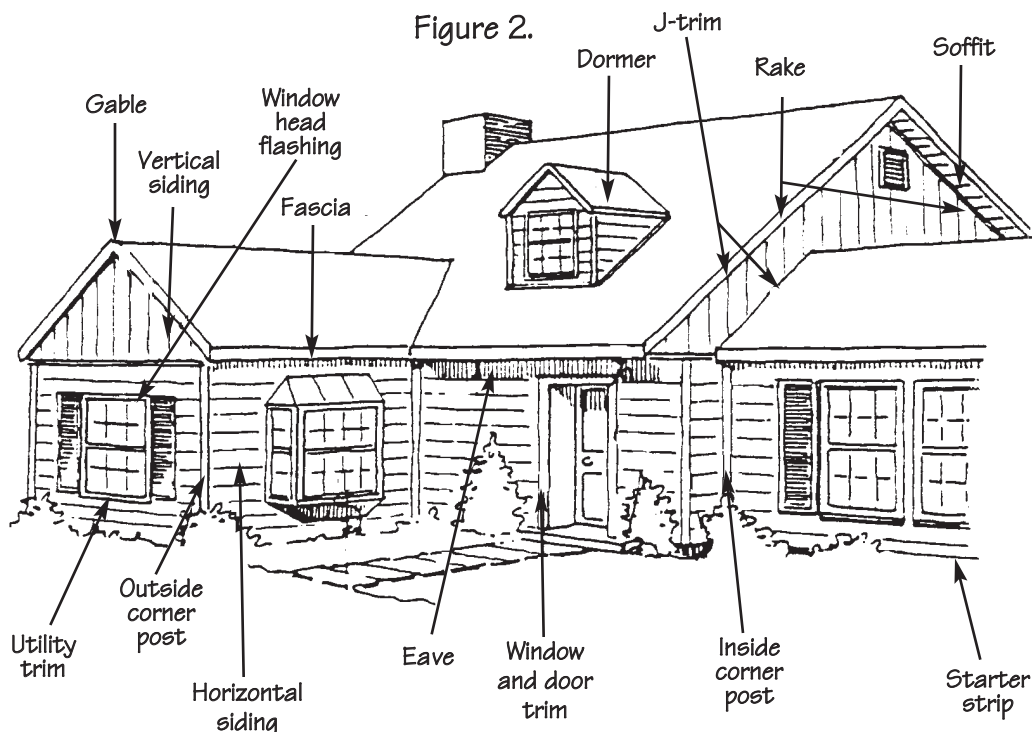 Figure 2.
J-trim
Dormer
Rake
Soffit
Gable
Window
head
flashing
Vertical
siding
Fascia
Utility
trim
Outside
corner
post
Horizontal
siding
Eave
Window
and door
trim
Inside
corner
post
Starter
strip